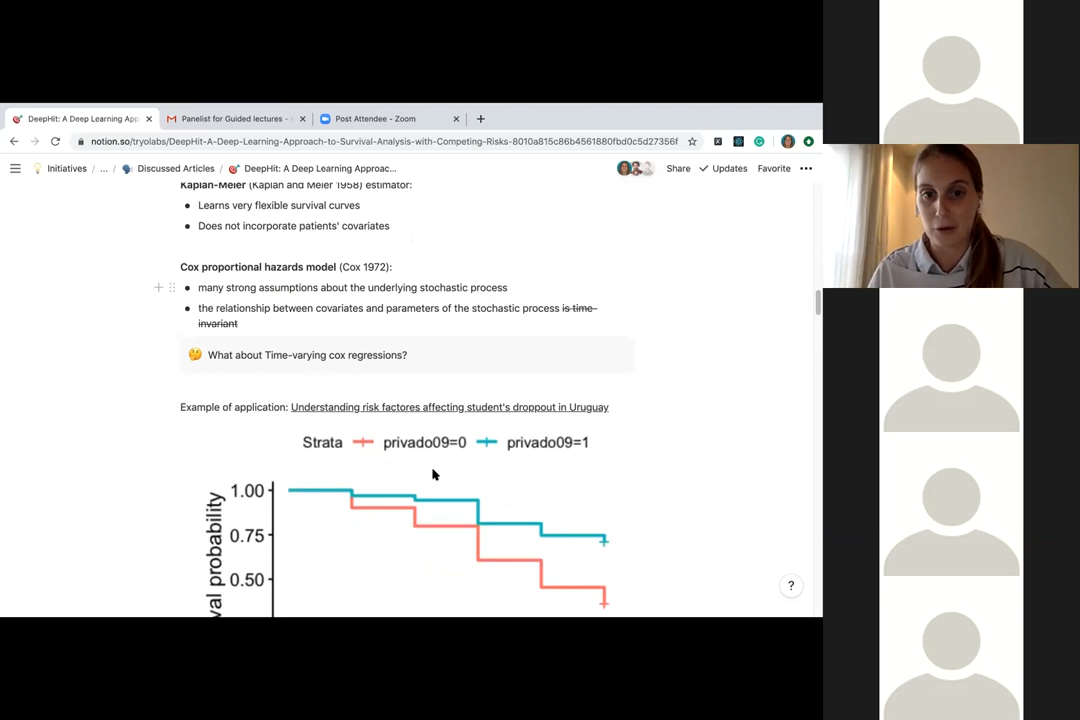 DeepHit: A Deep Learning App
Panelist for Guided lectures -
Post Attendee - Zoom
notion.so/tryolabs/DeepHit-A-Deep-Learning-Approach-to-Survival-Analysis-with-Competing-Risks-8010a815c86b4561880fbd0c5d27356f
Initiatives / ... / Discussed Articles / DeepHit: A Deep Learning Approac...
Share Updates Favorite
Kaplan-Meier (Kaplan and Meier 1958) estimator:
Learns very flexible survival curves
Does not incorporate patients' covariates
Cox proportional hazards model (Cox 1972):
many strong assumptions about the underlying stochastic process
the relationship between covariates and parameters of the stochastic process is time-
invariant
What about Time-varying cox regressions?
Example of application: Understanding risk factores affecting student's droppout in Uruguay
Strata privado09=0 privado09=1
1.00
0.75
0.50
val probability
?